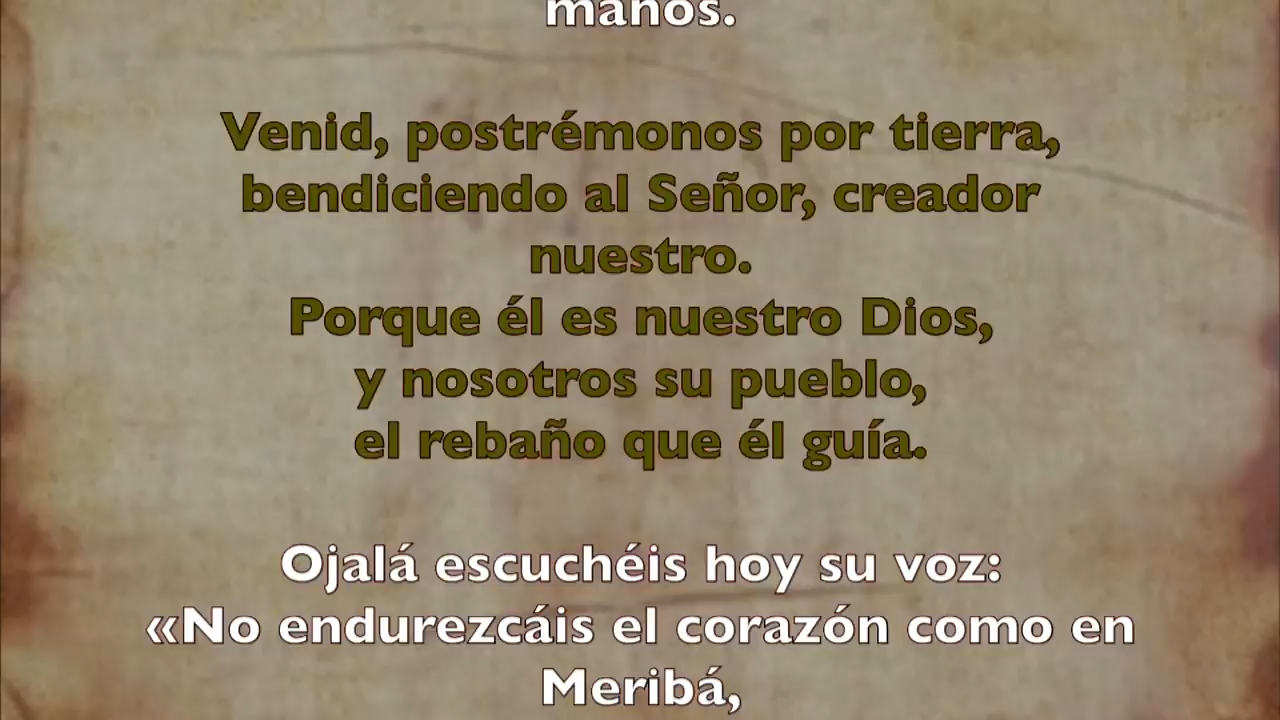 manos.
Venid, postrémonos por tierra,
bendiciendo al Señor, creador
nuestro.
Porque él es nuestro Dios,
y nosotros su pueblo,
el rebaño que él guía.
Ojalá escuchéis hoy su voz:
«No endurezcáis el corazón como en
Meribá,